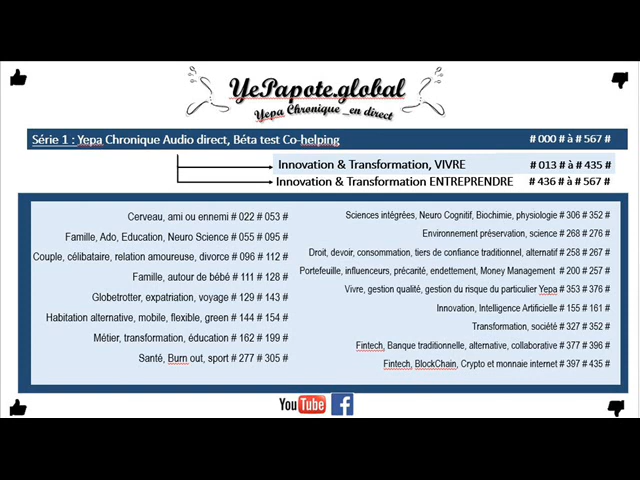 YePapote.global
Yepa Chronique _en direct
Série 1 : Yepa Chronique Audio direct, Béta test Co-helping # 000 # à # 567 #
Innovation & Transformation, VIVRE # 013 # à # 435 #
Innovation & Transformation ENTREPRENDRE # 436 # à # 567 #
Cerveau, ami ou ennemi # 022 # 053 #
Famille, Ado, Education, Neuro Science # 055 # 095 #
Couple, célibataire, relation amoureuse, divorce # 096 # 112 #
Famille, autour de bébé # 111 # 128 #
Globetrotter, expatriation, voyage # 129 # 143 #
Habitation alternative, mobile, flexible, green # 144 # 154 #
Métier, transformation, éducation # 162 # 199 #
Santé, Burn out, sport # 277 # 305 #
Sciences intégrées, Neuro Cognitif, Biochimie, physiologie # 306 # 352 #
Environnement préservation, science # 268 # 276 #
Droit, devoir, consommation, tiers de confiance traditionnel, alternatif # 258 # 267 #
Portefeuille, influenceurs, précarité, endettement, Money Management # 200 # 257 #
Vivre, gestion qualité, gestion du risque du particulier Yepa # 353 # 376 #
Innovation, Intelligence Artificielle # 155 # 161 #
Transformation, société # 327 # 352 #
Fintech, Banque traditionnelle, alternative, collaborative # 377 # 396 #
Fintech, BlockChain, Crypto et monnaie internet # 397 # 435 #
YouTube f